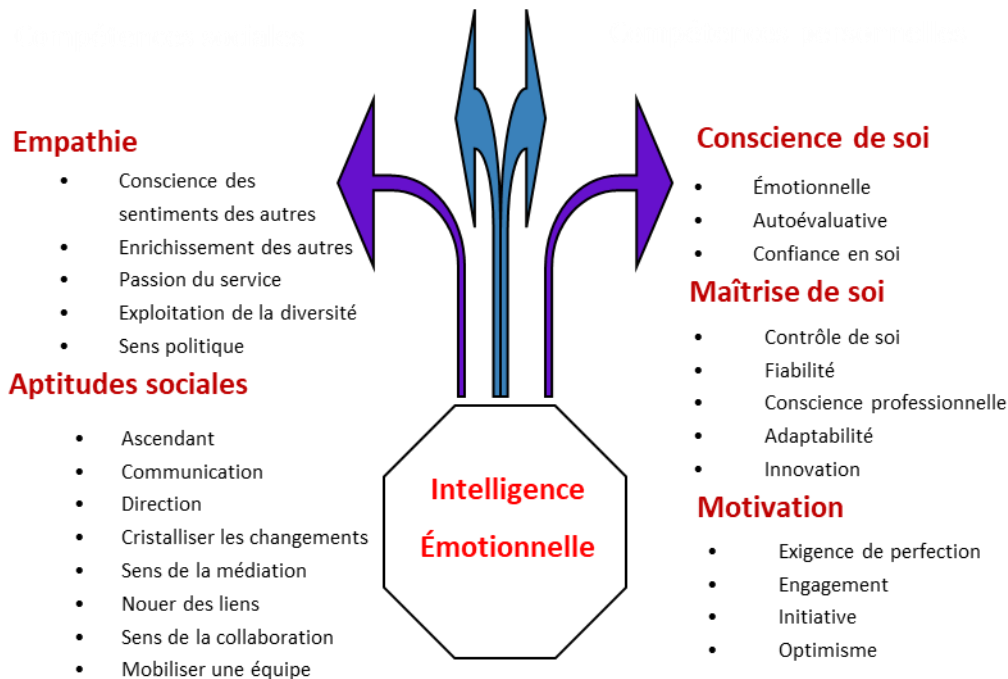 Empathie
• Conscience des
sentiments des autres
• Enrichissement des autres
• Passion du service
• Exploitation de la diversité
• Sens politique
Aptitudes sociales
• Ascendant
• Communication
• Direction
• Cristalliser les changements
• Sens de la médiation
• Nouer des liens
• Sens de la collaboration
• Mobiliser une équipe
Intelligence
Émotionnelle
Conscience de soi
• Émotionnelle
• Autoévaluative
• Confiance en soi
Maîtrise de soi
• Contrôle de soi
• Fiabilité
• Conscience professionnelle
• Adaptabilité
• Innovation
Motivation
• Exigence de perfection
• Engagement
• Initiative
• Optimisme